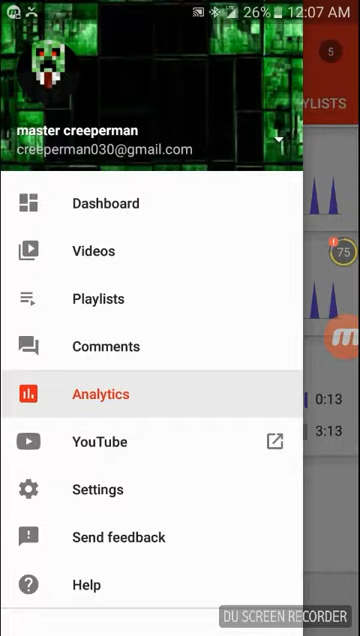 26% 12:07 AM
5
YLISTS
master creeperman
creeperman030@gmail.com
Dashboard
Videos
75
Playlists
Comments
Analytics
0:13
YouTube
3:13
Settings
Send feedback
Help
DU SCREEN RECORDER